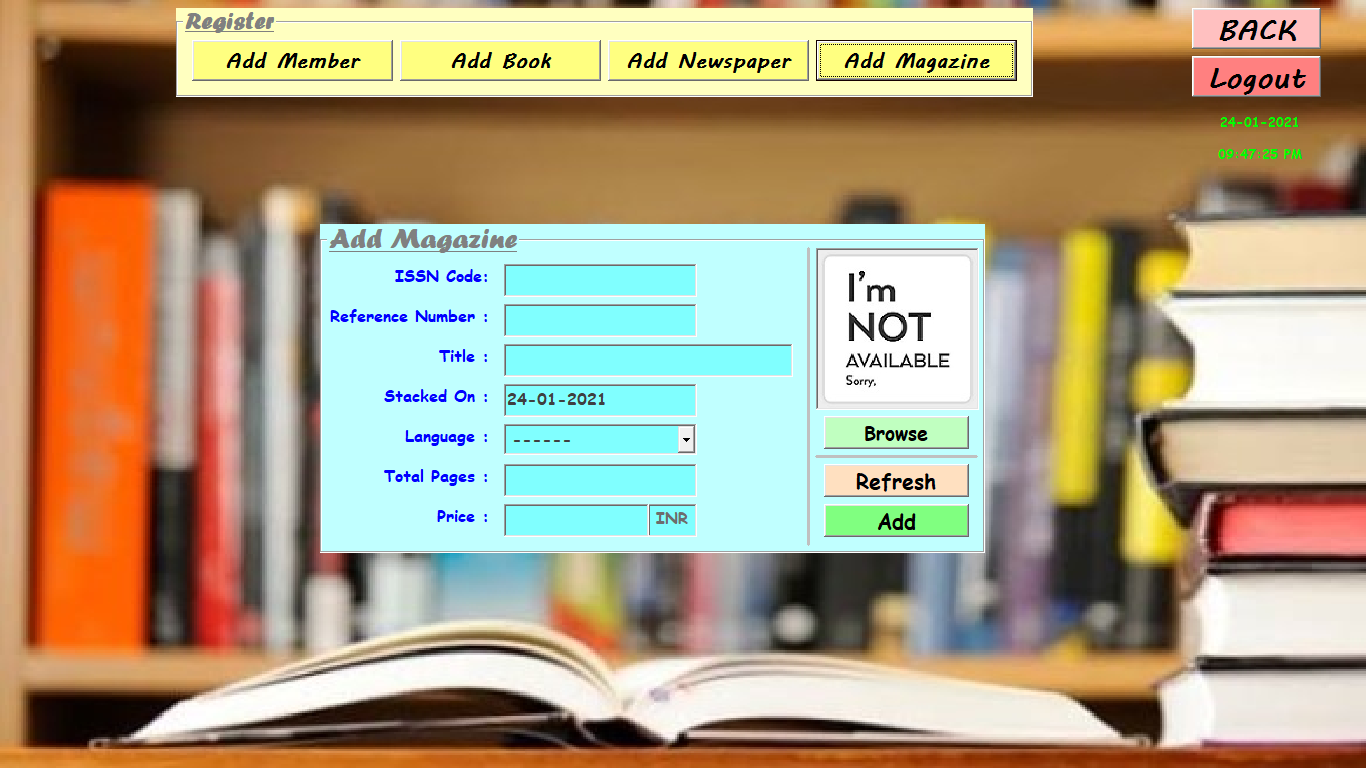 Register
Add Member
Add Book
Add Newspaper
Add Magazine
BACK
Logout
24-01-2021
09:47:25 PM
Add Magazine
ISSN Code:
Reference Number :
Title :
Stacked On : 24-01-2021
Language : ------
Total Pages :
Price : INR
I'm
NOT
AVAILABLE
Sorry,
Browse
Refresh
Add